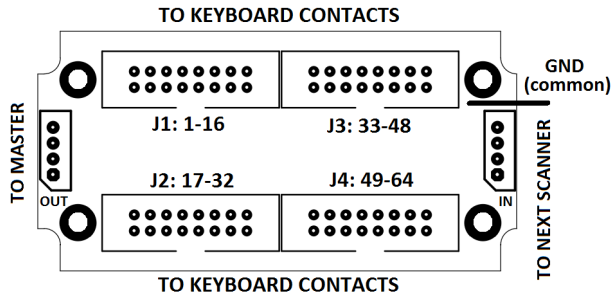 TO KEYBOARD CONTACTS
GND
(common)
J1: 1-16
J3: 33-48
TO MASTER
OUT
J2: 17-32
J4: 49-64
IN
TO NEXT SCANNER
TO KEYBOARD CONTACTS